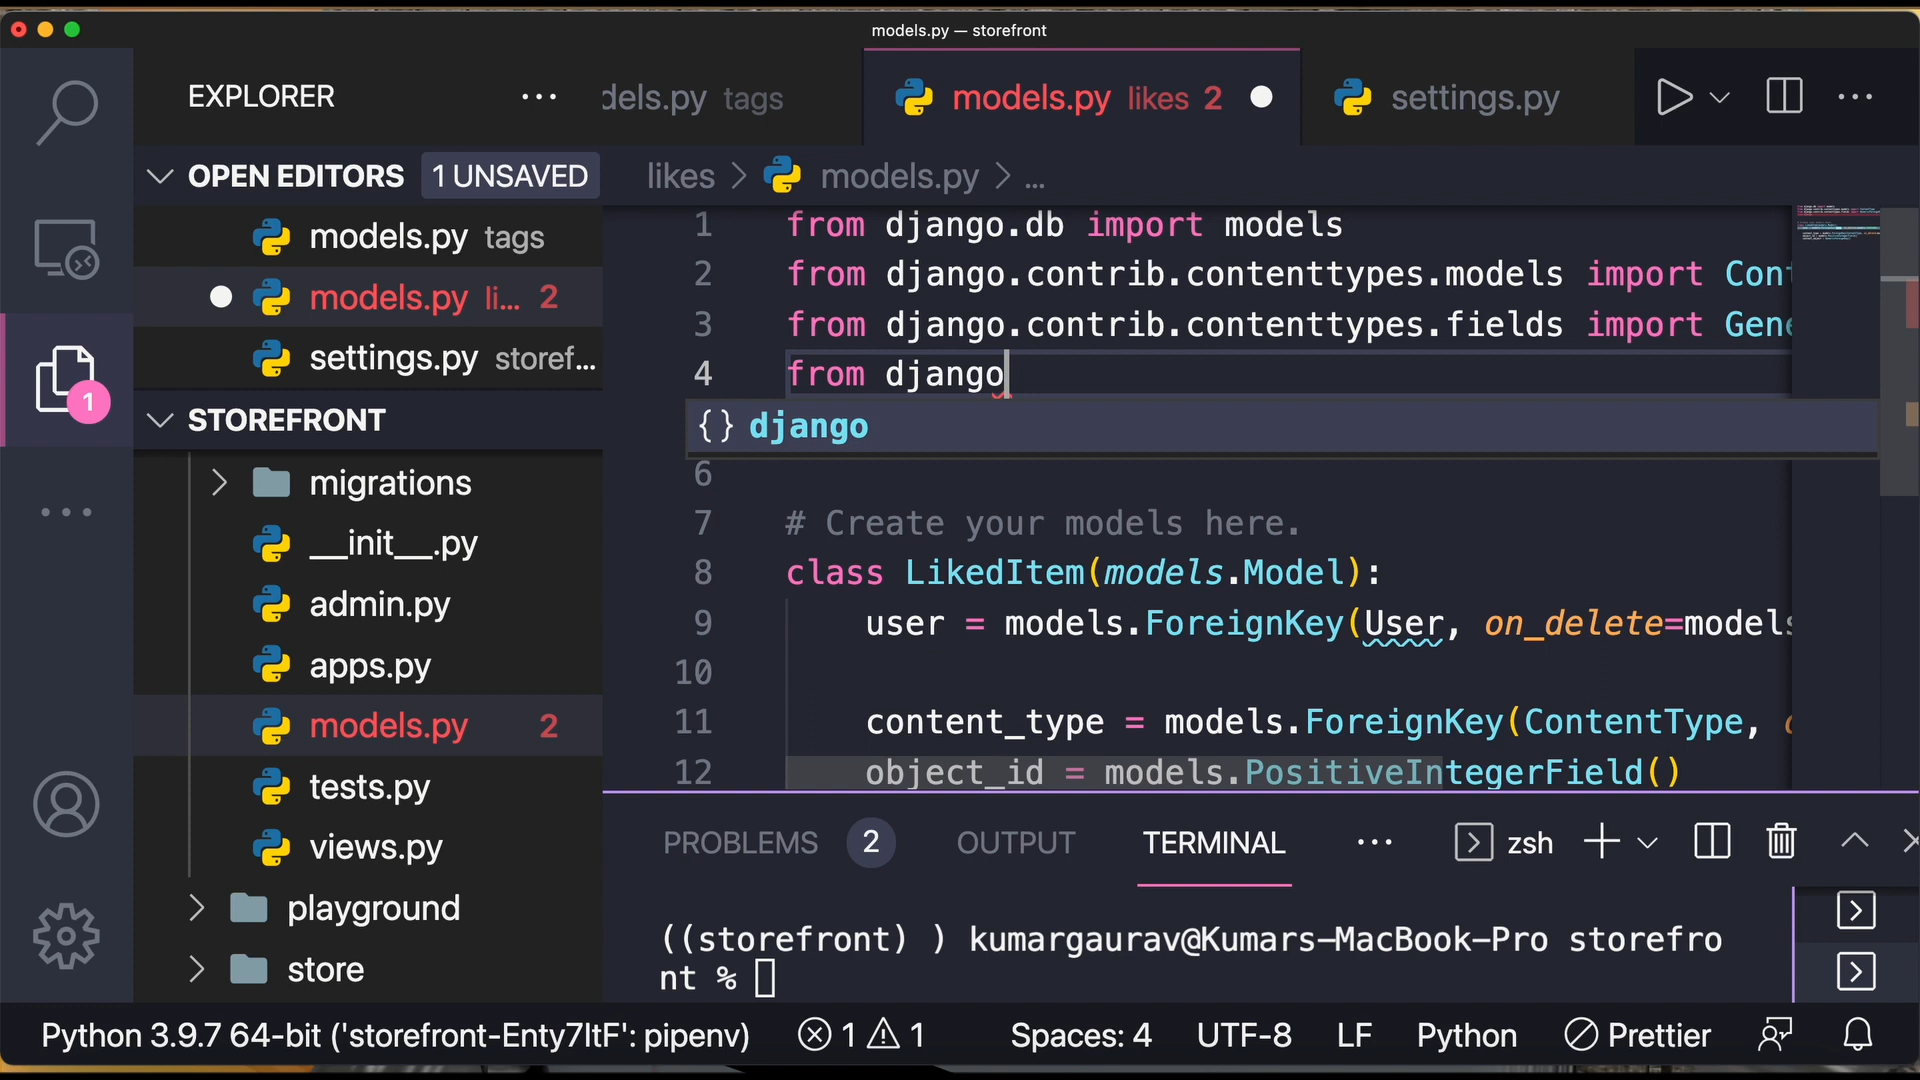 models.py — storefront
EXPLORER
dels.py tags
models.py likes 2
settings.py
OPEN EDITORS
1 UNSAVED
likes > models.py > ...
models.py tags
models.py li... 2
settings.py storef...
STOREFRONT
migrations
__init__.py
admin.py
apps.py
models.py 2
tests.py
views.py
playground
store
1
1 from django.db import models
2 from django.contrib.contenttypes.models import Cont
3 from django.contrib.contenttypes.fields import Gene
4 from django
{} django
6
7 # Create your models here.
8 class LikedItem(models.Model):
9 user = models.ForeignKey(User, on_delete=models
10
11 content_type = models.ForeignKey(ContentType, o
12 object_id = models.PositiveIntegerField()
PROBLEMS 2 OUTPUT TERMINAL zsh
((storefront) ) kumargaurav@Kumars-MacBook-Pro storefro
nt %
Python 3.9.7 64-bit ('storefront-Enty7ltF': pipenv) 1 1 Spaces: 4 UTF-8 LF Python Prettier